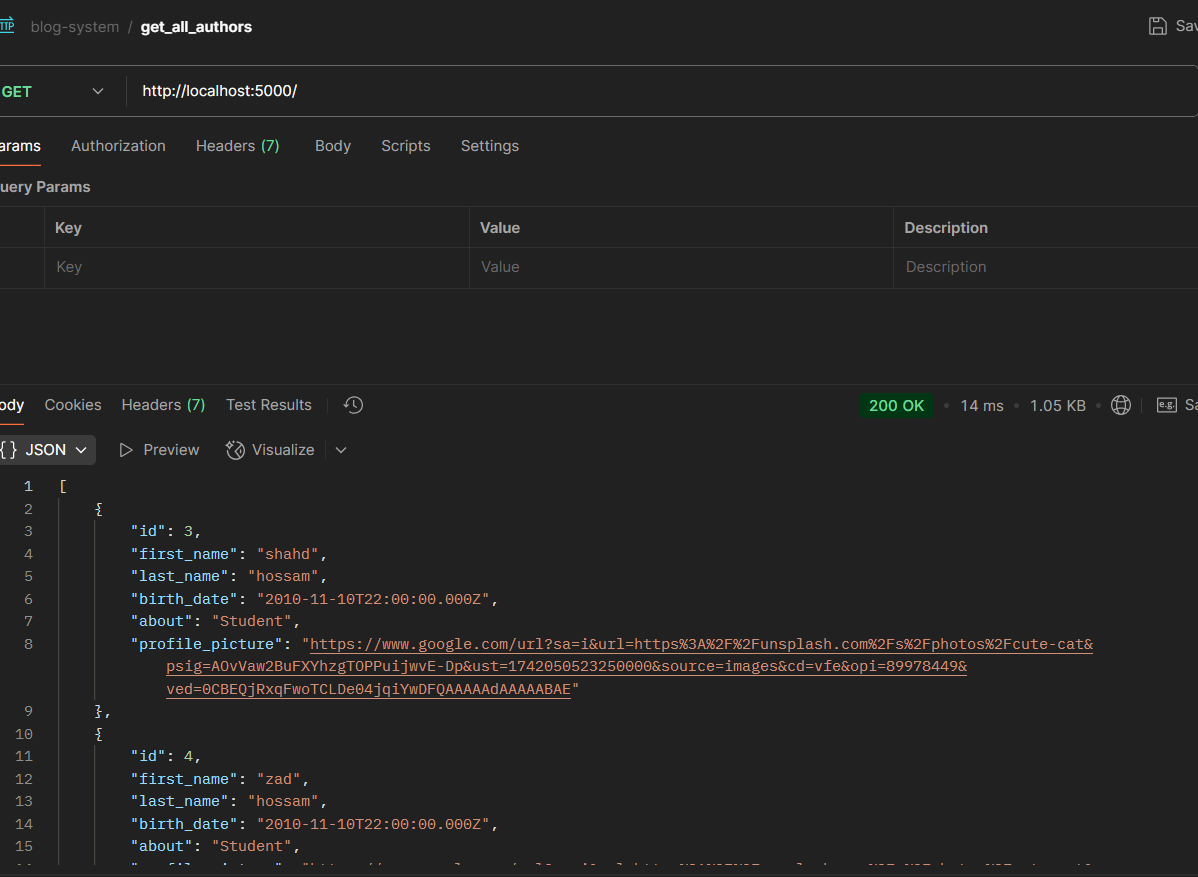 TTP blog-system / get_all_authors Sav
GET http://localhost:5000/
arams Authorization Headers (7) Body Scripts Settings
uery Params
Key Value Description
Key Value Description
ody Cookies Headers (7) Test Results 200 OK • 14 ms • 1.05 KB • e.g. Sa
{} JSON Preview Visualize
1 [
2 {
3 "id": 3,
4 "first_name": "shahd",
5 "last_name": "hossam",
6 "birth_date": "2010-11-10T22:00:00.000Z",
7 "about": "Student",
8 "profile_picture": "https://www.google.com/url?sa=i&url=https%3A%2F%2Funsplash.com%2Fs%2Fphotos%2Fcute-cat&
psig=AOvVaw2BuFXYhzgTOPPuijwvE-Dp&ust=1742050523250000&source=images&cd=vfe&opi=89978449&
ved=0CBEQjRxqFwoTCLDe04jqiYwDFQAAAAAdAAAAABAE"
9 },
10 {
11 "id": 4,
12 "first_name": "zad",
13 "last_name": "hossam",
14 "birth_date": "2010-11-10T22:00:00.000Z",
15 "about": "Student",